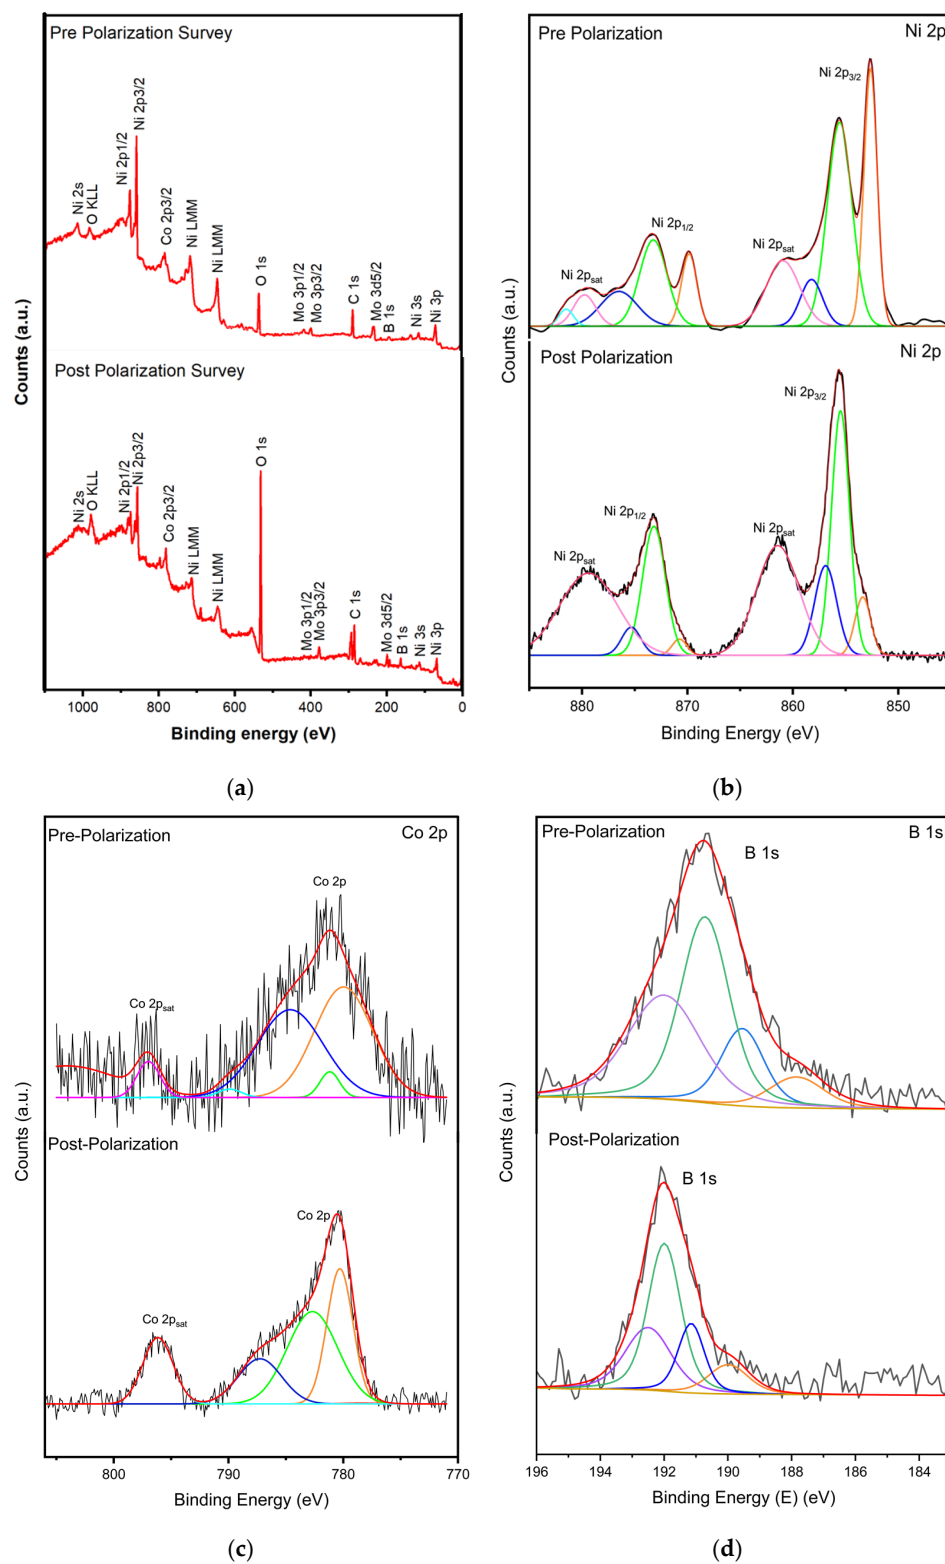 Pre Polarization Survey
Ni 2s
O KLL
Ni 2p1/2
Ni 2p3/2
Co 2p3/2
Ni LMM
Ni LMM
O 1s
Mo 3p1/2
Mo 3p3/2
C 1s
Mo 3d5/2
B 1s
Ni 3s
Ni 3p
Post Polarization Survey
Ni 2s
O KLL
Ni 2p1/2
Ni 2p3/2
Co 2p3/2
Ni LMM
Ni LMM
O 1s
Mo 3p1/2
Mo 3p3/2
C 1s
Mo 3d5/2
B 1s
Ni 3s
Ni 3p
Counts (a.u.)
1000 800 600 400 200 0
Binding energy (eV)
(a)
Pre Polarization Ni 2p
Ni 2p3/2
Ni 2p1/2
Ni 2psat
Ni 2psat
Post Polarization Ni 2p
Ni 2p3/2
Ni 2p1/2
Ni 2psat
Ni 2psat
Counts (a.u.)
880 870 860 850
Binding Energy (eV)
(b)
Pre-Polarization Co 2p
Co 2p
Co 2psat
Post-Polarization
Co 2p
Co 2psat
Counts (a.u.)
800 790 780 770
Binding Energy (eV)
(c)
Pre-Polarization B 1s
B 1s
Post-Polarization
B 1s
Counts (a.u.)
196 194 192 190 188 186 184
Binding Energy (E) (eV)
(d)